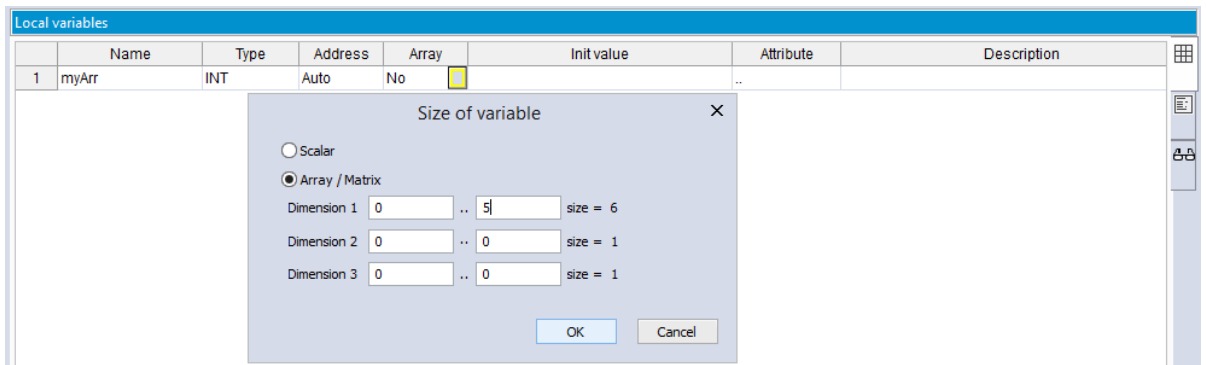 Local variables
Name Type Address Array Init value Attribute Description
1 myArr INT Auto No ..
Size of variable
Scalar
Array / Matrix
Dimension 1 0 .. 5 size = 6
Dimension 2 0 .. 0 size = 1
Dimension 3 0 .. 0 size = 1
OK Cancel